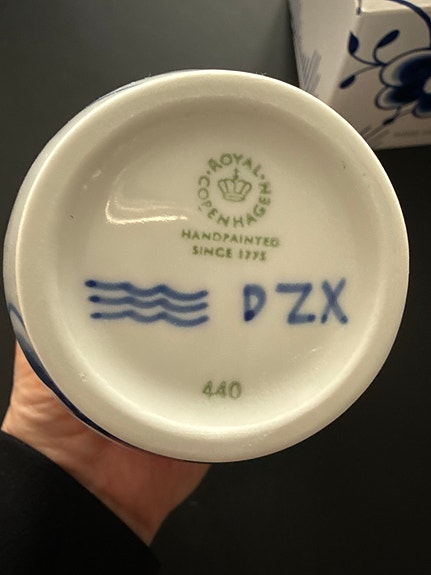 ROYAL COPENHAGEN
HANDPAINTED
SINCE 1775
DZX
440